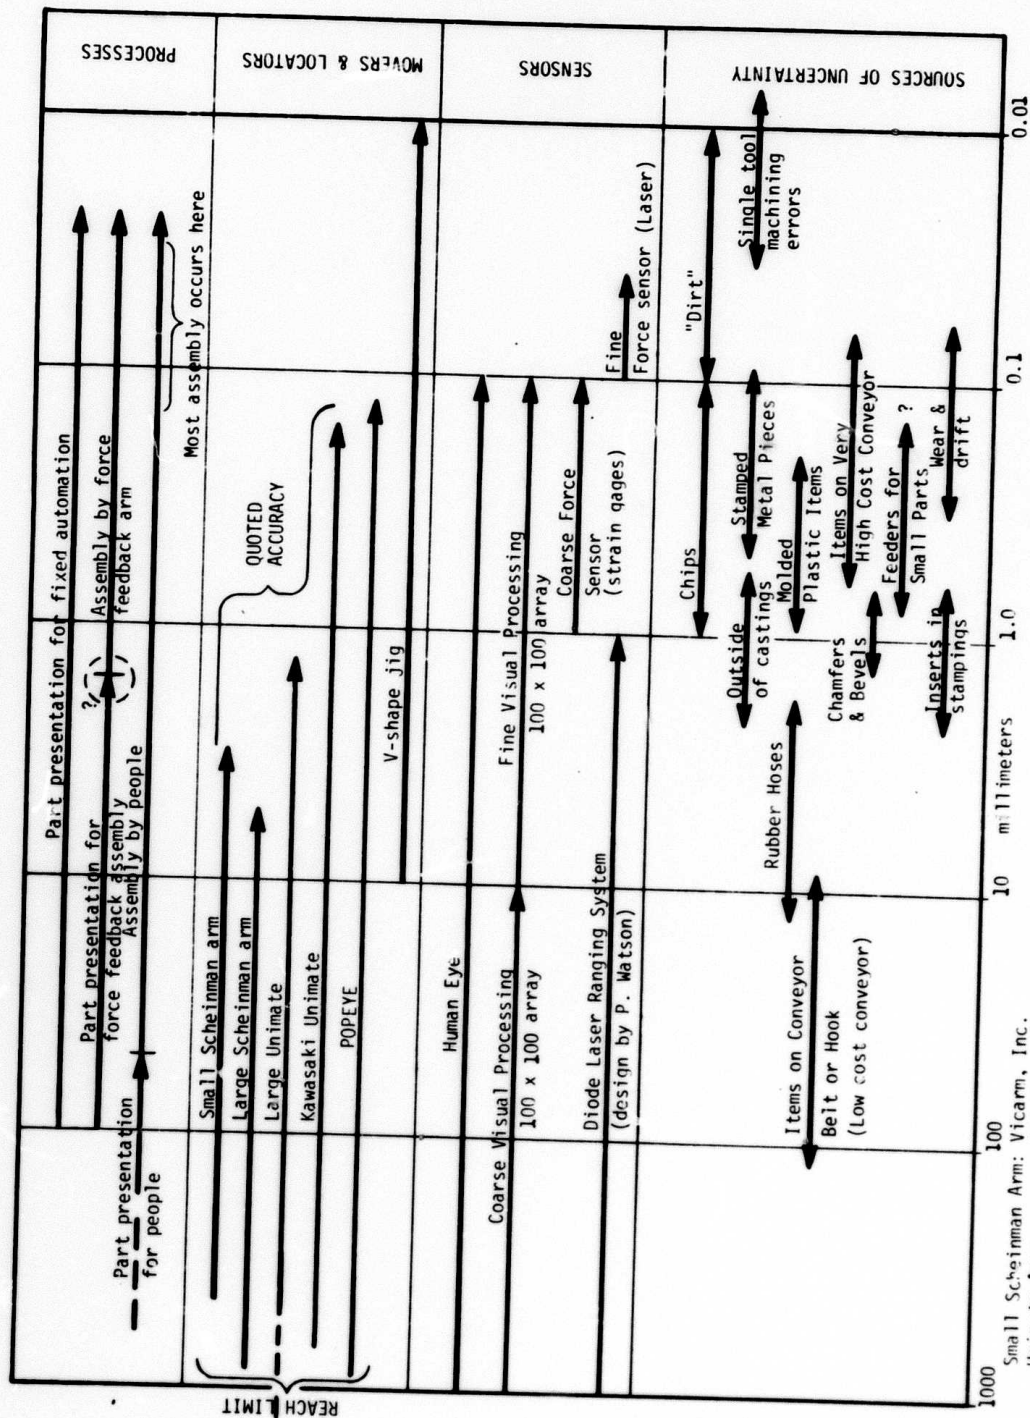 PROCESSES
Part presentation for fixed automation
Part presentation for
force feedback assembly
?
Assembly by force
feedback arm
Part presentation
for people
Assembly by people
Most assembly occurs here
MOVERS & LOCATORS
REACH LIMIT
Small Scheinman arm
Large Scheinman arm
Large Unimate
Kawasaki Unimate
POPEYE
QUOTED
ACCURACY
V-shape jig
SENSORS
Human Eye
Coarse Visual Processing
100 x 100 array
Fine Visual Processing
100 x 100 array
Coarse Force
Sensor
(strain gages)
Fine
Force sensor (Laser)
Diode Laser Ranging System
(design by P. Watson)
SOURCES OF UNCERTAINTY
Chips
"Dirt"
Outside
of castings
Stamped
Metal Pieces
Single tool
machining
errors
Rubber Hoses
Molded
Plastic Items
Items on Conveyor
Belt or Hook
(Low cost conveyor)
Chamfers
& Bevels
Items on Very
High Cost Conveyor
Feeders for
Small Parts
?
Inserts in
stampings
Wear &
drift
1000
100
10
1.0
0.1
0.01
millimeters
Small Scheinman Arm: Vicarm, Inc.